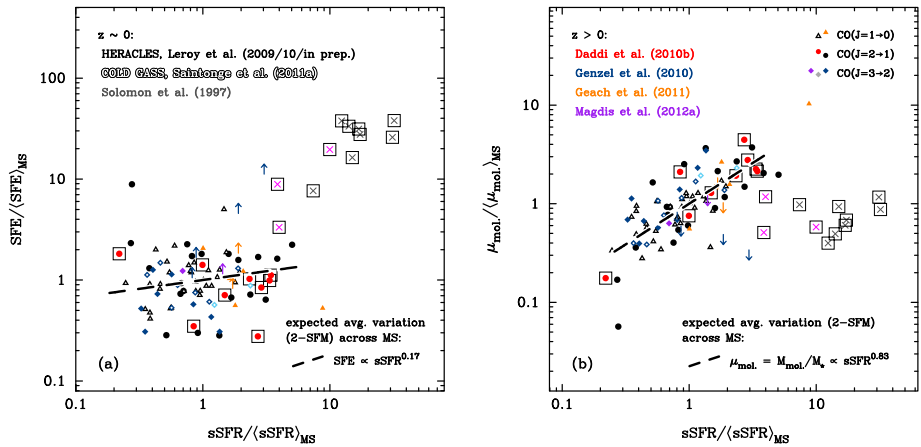 z ~ 0:
HERACLES, Leroy et al. (2009/10/in prep.)
COLD GASS, Saintonge et al. (2011a)
Solomon et al. (1997)
100
10
1
0.1
SFE/⟨SFE⟩MS
expected avg. variation
(2-SFM) across MS:
SFE ∝ sSFR^0.17
(a)
0.1
1
10
100
sSFR/⟨sSFR⟩MS
z > 0:
Daddi et al. (2010b)
Genzel et al. (2010)
Geach et al. (2011)
Magdis et al. (2012a)
CO(J=1→0)
CO(J=2→1)
CO(J=3→2)
10
1
0.1
μmol./⟨μmol.⟩MS
expected avg. variation (2-SFM)
across MS:
μmol. = Mmol./M⋆ ∝ sSFR^0.83
(b)
0.1
1
10
100
sSFR/⟨sSFR⟩MS